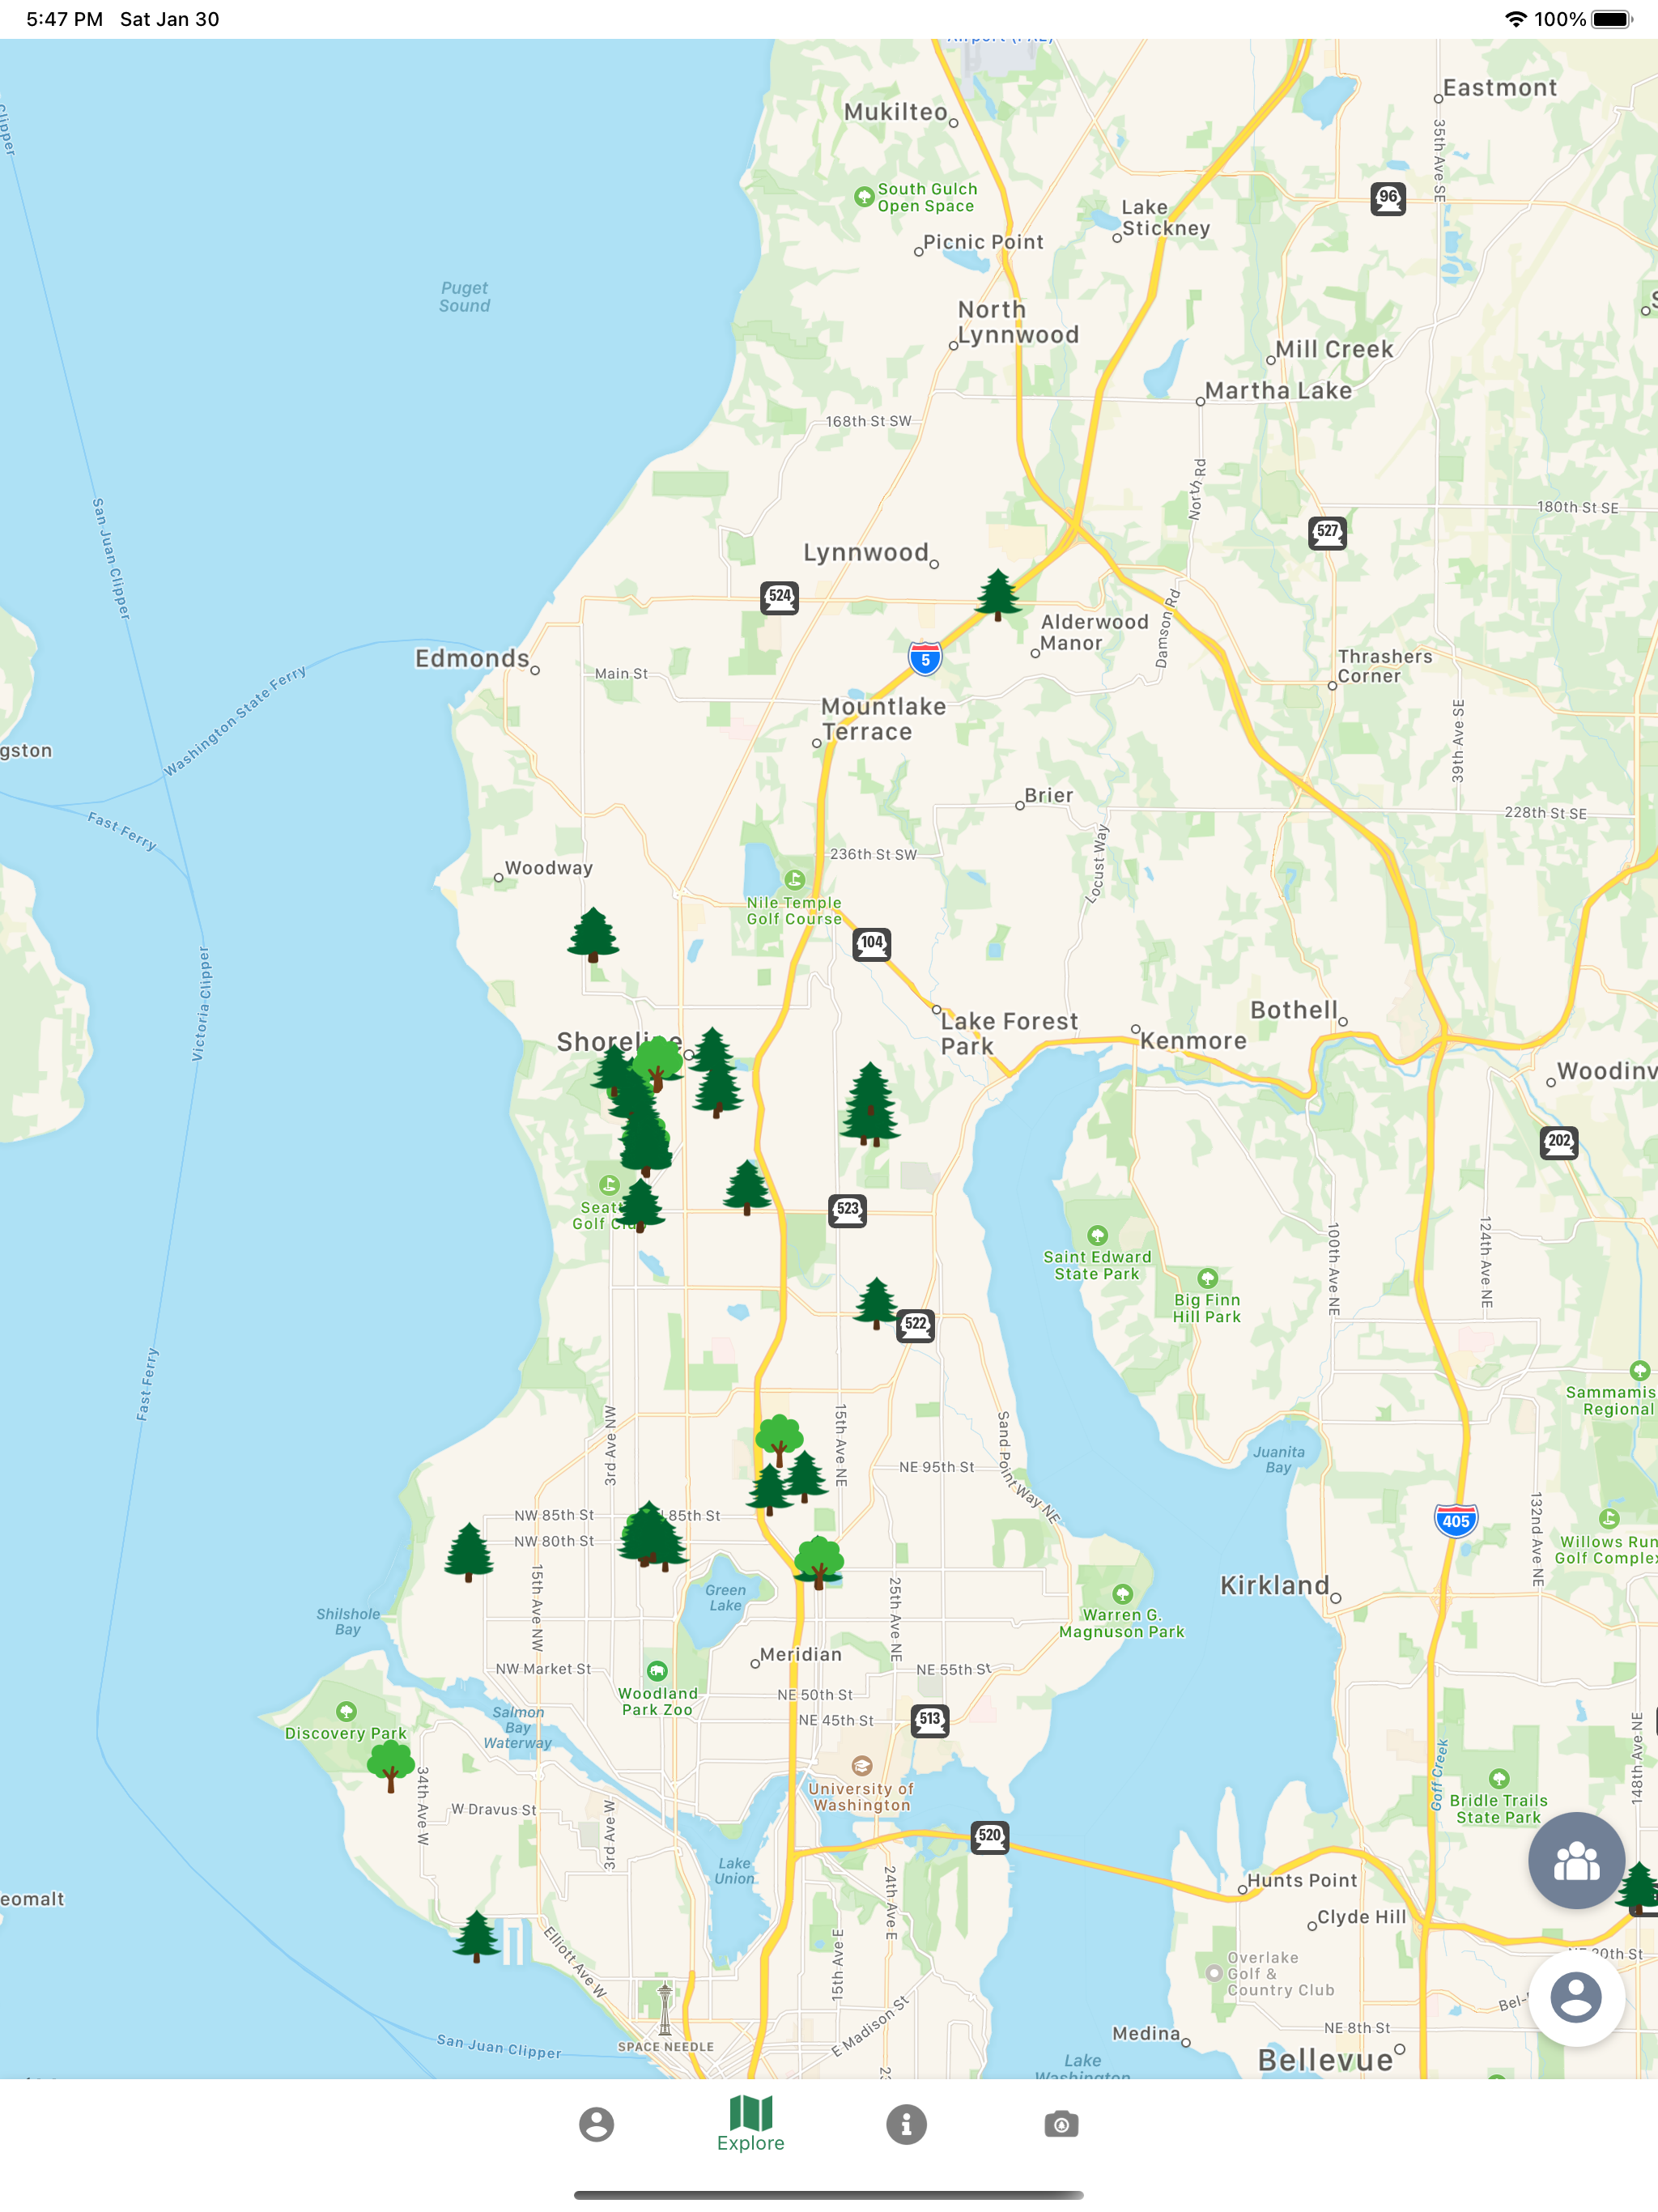 5:47 PM Sat Jan 30
100%
Airport (PAE)
Clipper
Mukilteo
Eastmont
35th Ave SE
South Gulch
Open Space
96
Lake
Stickney
Picnic Point
Puget
Sound
North
Lynnwood
Mill Creek
Martha Lake
168th St SW
North Rd
180th St SE
San Juan Clipper
527
Lynnwood
524
Alderwood
Manor
Damson Rd
Edmonds
5
Main St
Thrashers
Corner
Washington State Ferry
Mountlake
Terrace
39th Ave SE
gston
Brier
Fast Ferry
228th St SE
236th St SW
Locust Way
Woodway
Nile Temple
Golf Course
104
Victoria Clipper
Bothell
Lake Forest
Park
Shoreline
Kenmore
Woodinv
202
Seatt
Golf Clu
523
Saint Edward
State Park
100th Ave NE
124th Ave NE
Big Finn
Hill Park
522
Fast Ferry
Sammamis
Regional
3rd Ave NW
15th Ave NE
Sand Point Way NE
Juanita
Bay
NE 95th St
NW 85th St
85th St
405
132nd Ave NE
NW 80th St
Willows Run
Golf Complex
Green
Lake
15th Ave NW
25th Ave NE
Kirkland
Shilshole
Bay
Warren G.
Magnuson Park
Meridian
NW Market St
NE 55th St
Woodland
Park Zoo
NE 50th St
Discovery Park
Salmon
Bay
Waterway
NE 45th St
513
148th Ave NE
Goff Creek
University of
Washington
Bridle Trails
State Park
34th Ave W
W Dravus St
3rd Ave W
520
Lake
Union
24th Ave E
Hunts Point
eomalt
Clyde Hill
Elliott Ave W
15th Ave E
NE 20th St
Overlake
Golf &
Country Club
Bel-
E Madison St
San Juan Clipper
SPACE NEEDLE
Medina
NE 8th St
Bellevue
Lake
Washington
Explore